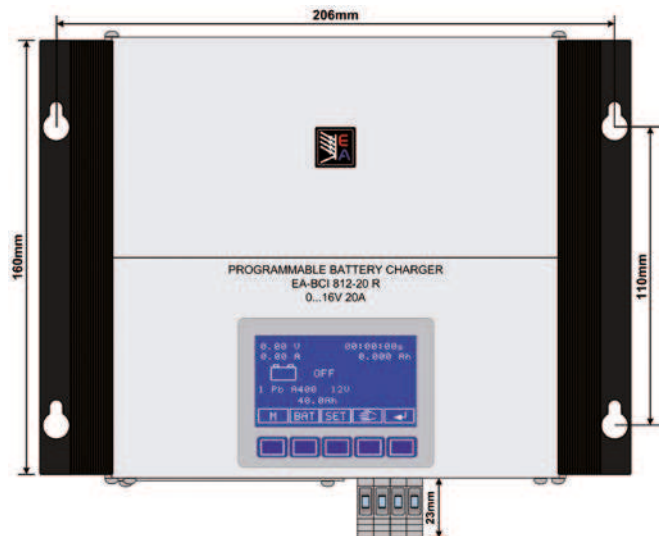 206mm
160mm
E
A
110mm
PROGRAMMABLE BATTERY CHARGER
EA-BCI 812-20 R
0...16V 20A
0.00 V 00:00:00s
0.00 A 0.000 Ah
OFF
1 Pb A400 12V
40.0Ah
M BAT SET
23mm